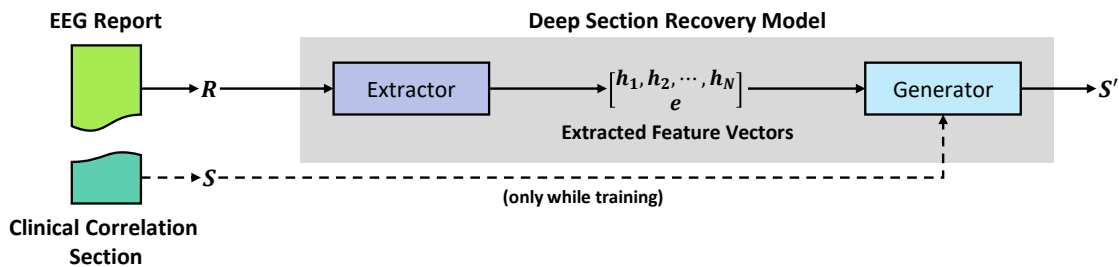 EEG Report
Deep Section Recovery Model
R
Extractor
[h₁, h₂, ⋯, h_N]
e
Generator
S′
Extracted Feature Vectors
S
(only while training)
Clinical Correlation
Section